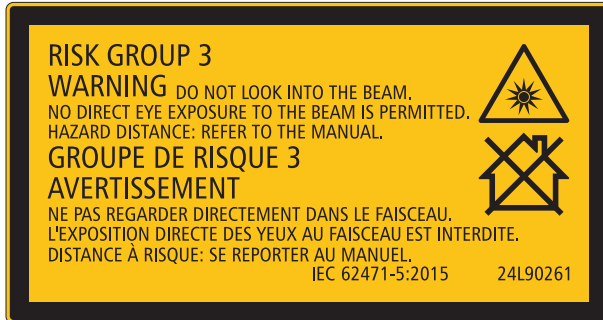 RISK GROUP 3
WARNING DO NOT LOOK INTO THE BEAM.
NO DIRECT EYE EXPOSURE TO THE BEAM IS PERMITTED.
HAZARD DISTANCE: REFER TO THE MANUAL.
GROUPE DE RISQUE 3
AVERTISSEMENT
NE PAS REGARDER DIRECTEMENT DANS LE FAISCEAU.
L'EXPOSITION DIRECTE DES YEUX AU FAISCEAU EST INTERDITE.
DISTANCE À RISQUE: SE REPORTER AU MANUEL.
IEC 62471-5:2015 24L90261